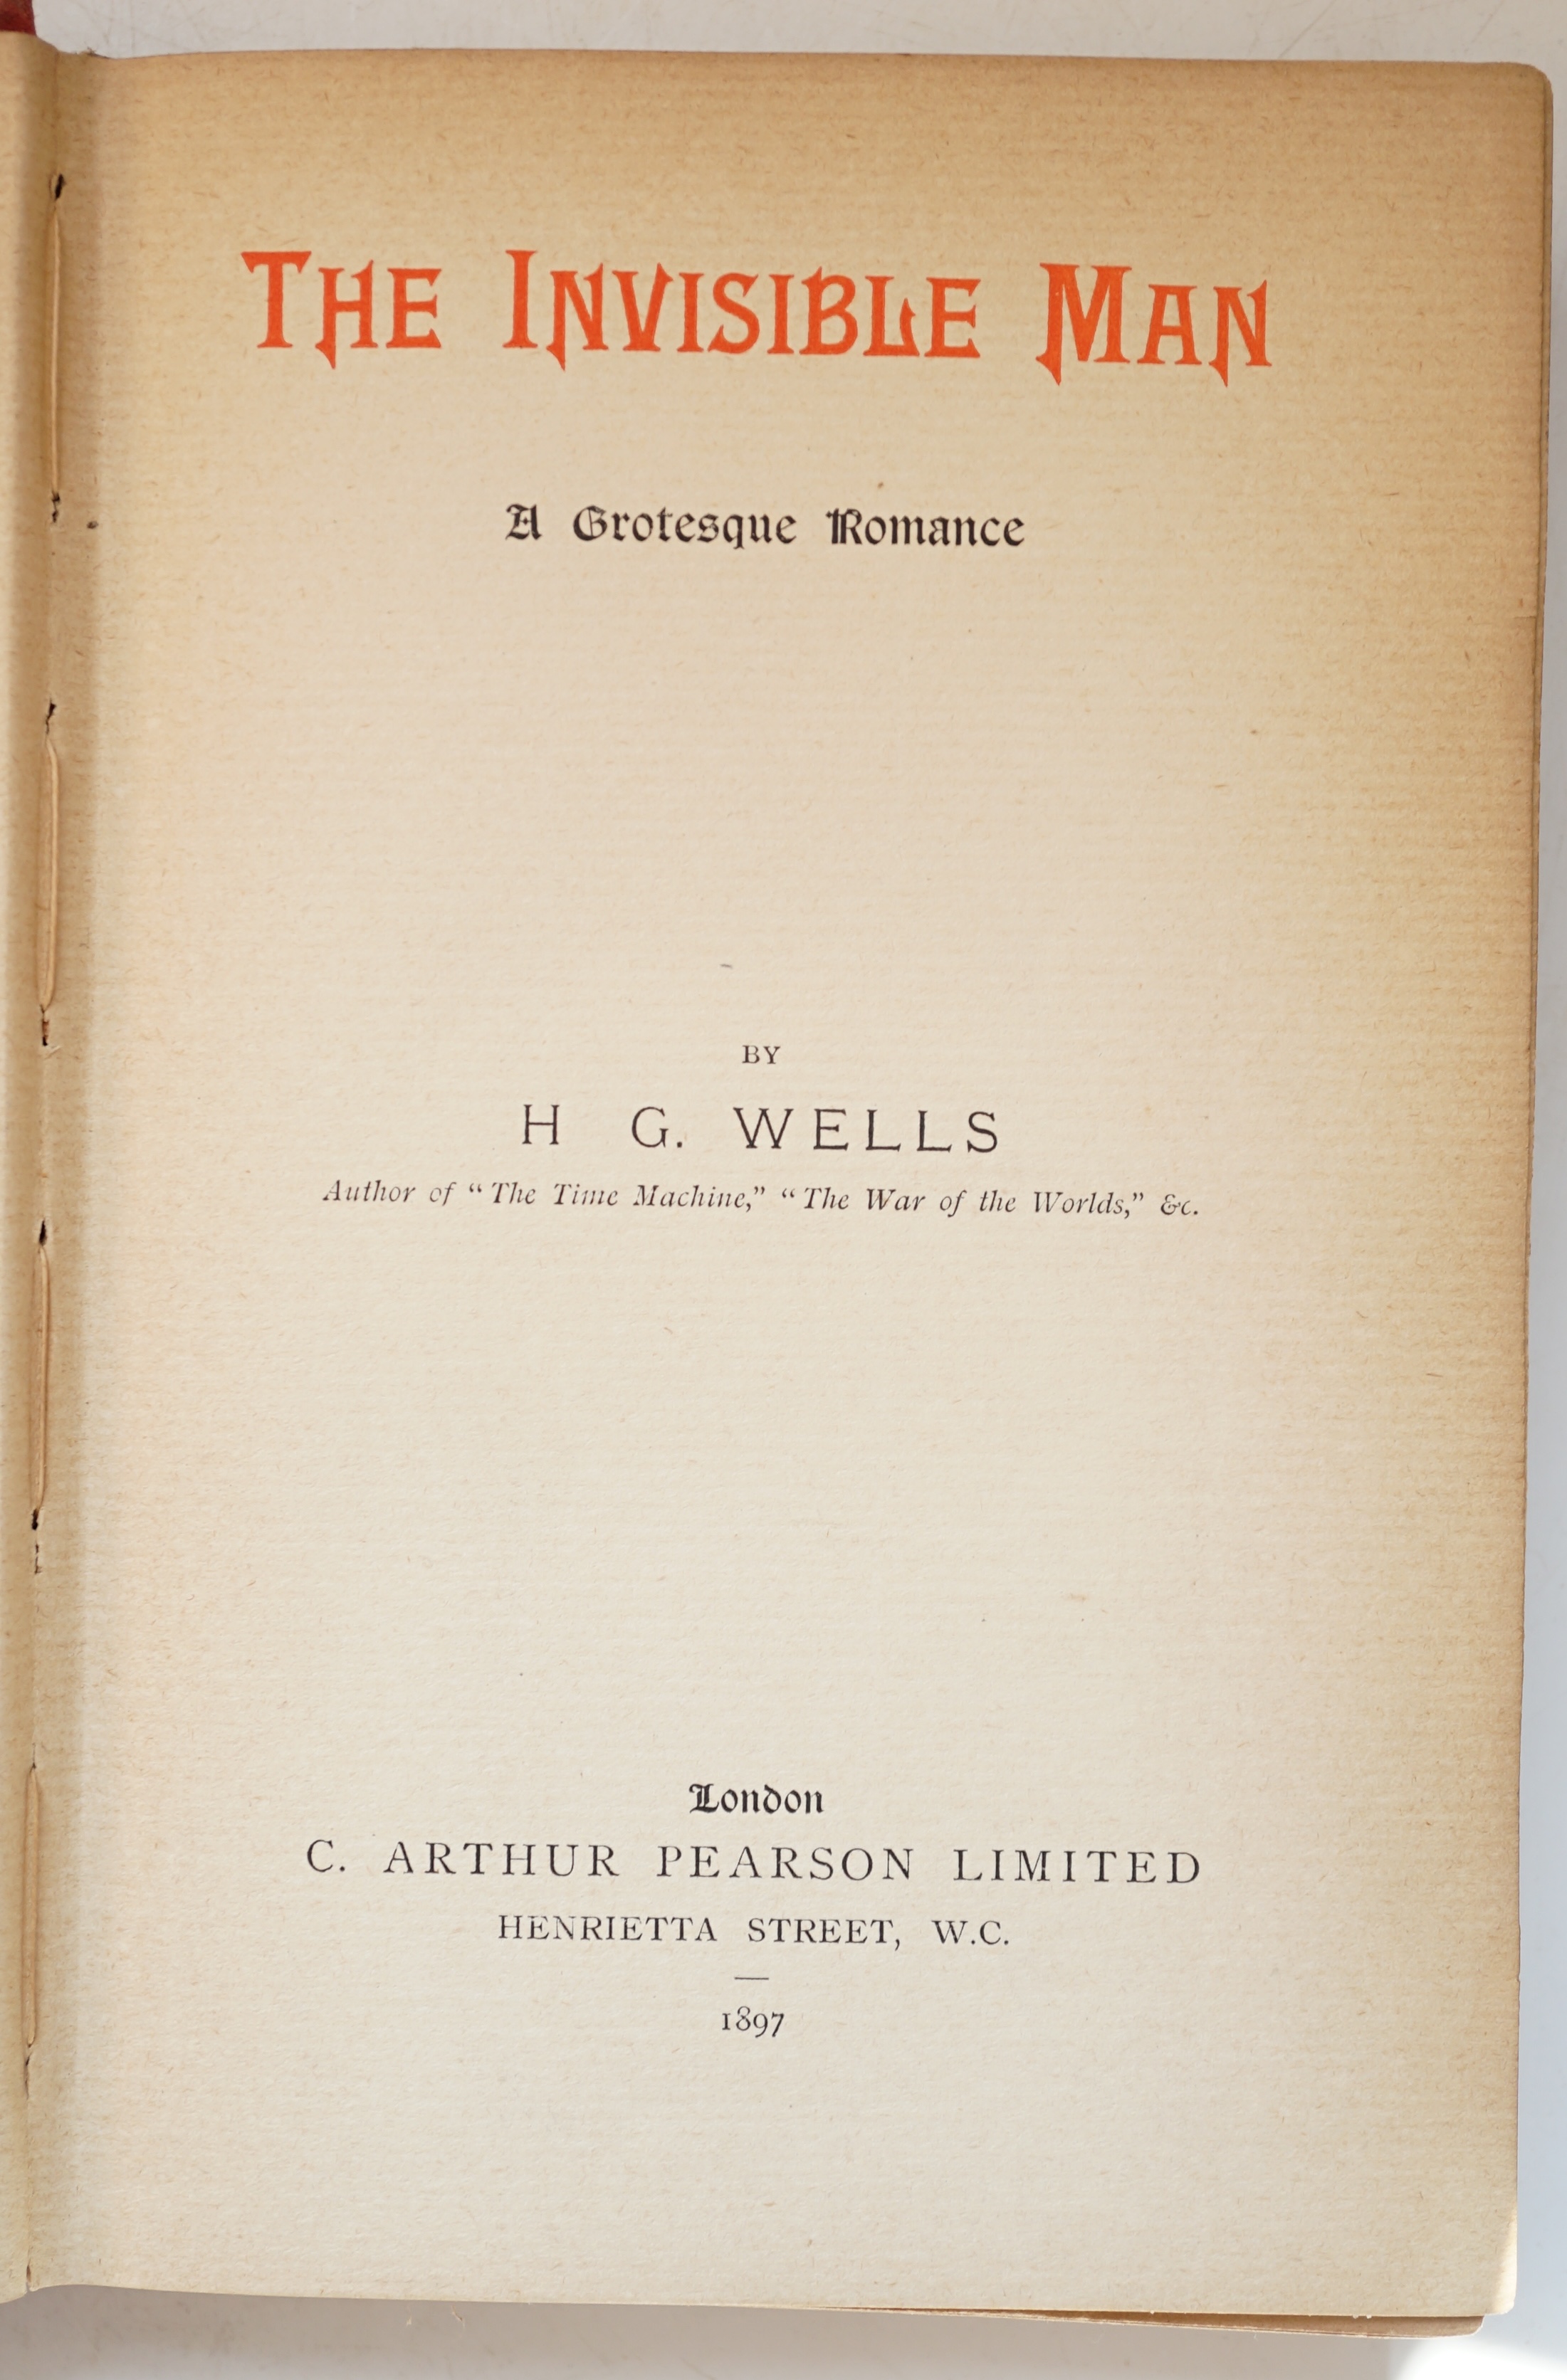 THE INVISIBLE MAN
A Grotesque Romance
BY
H G. WELLS
Author of “The Time Machine,” “The War of the Worlds,” &c.
London
C. ARTHUR PEARSON LIMITED
HENRIETTA STREET, W.C.
1897